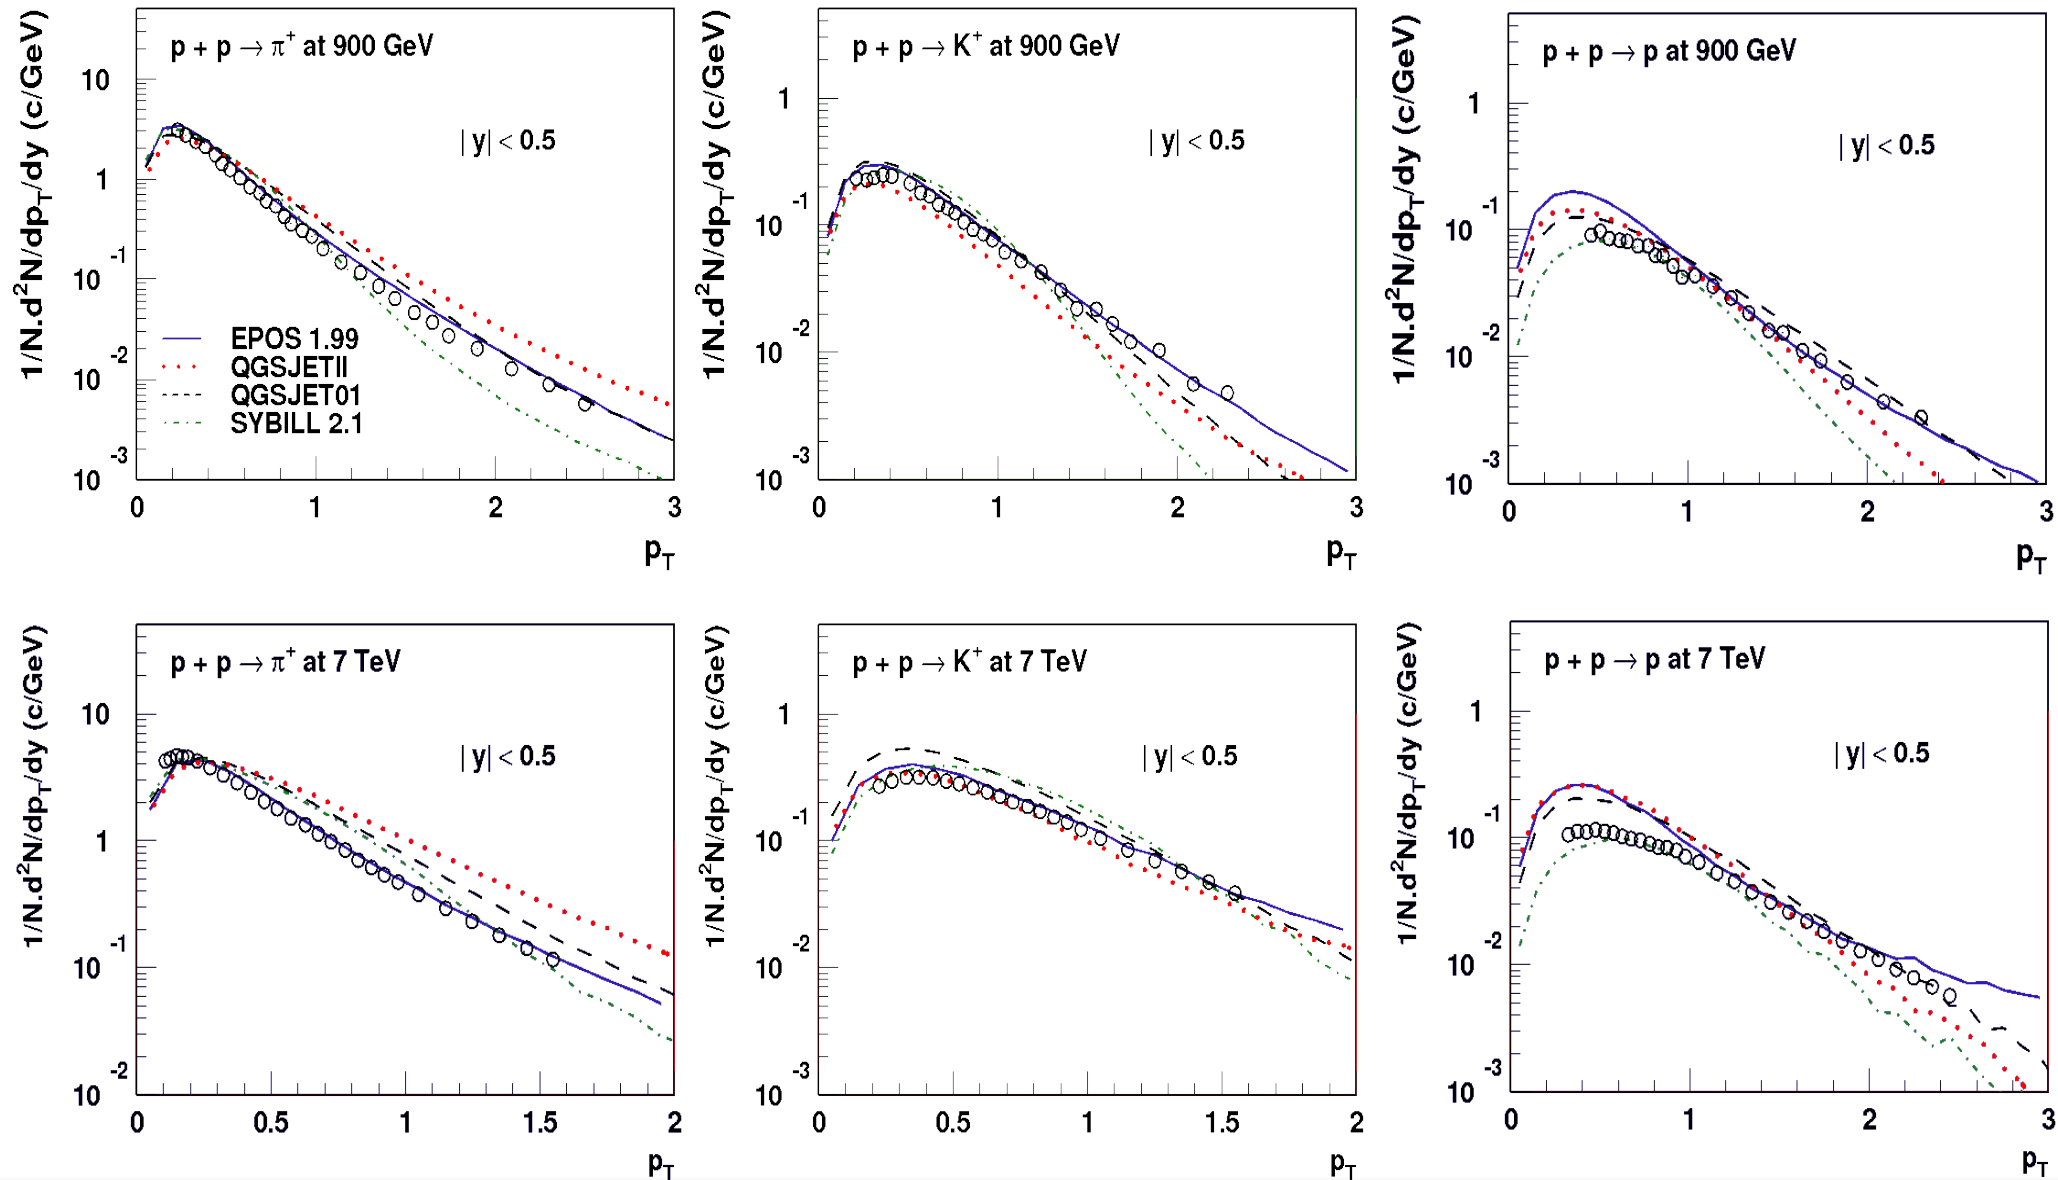 p + p → π⁺ at 900 GeV
| y| < 0.5
1/N.d²N/dp_T/dy (c/GeV)
10
1
10⁻¹
10⁻²
10⁻³
EPOS 1.99
QGSJETII
QGSJET01
SYBILL 2.1
0 1 2 3
p_T
p + p → K⁺ at 900 GeV
| y| < 0.5
1/N.d²N/dp_T/dy (c/GeV)
1
10⁻¹
10⁻²
10⁻³
0 1 2 3
p_T
p + p → p at 900 GeV
| y| < 0.5
1/N.d²N/dp_T/dy (c/GeV)
1
10⁻¹
10⁻²
10⁻³
0 1 2 3
p_T
p + p → π⁺ at 7 TeV
| y| < 0.5
1/N.d²N/dp_T/dy (c/GeV)
10
1
10⁻¹
10⁻²
0 0.5 1 1.5 2
p_T
p + p → K⁺ at 7 TeV
| y| < 0.5
1/N.d²N/dp_T/dy (c/GeV)
1
10⁻¹
10⁻²
10⁻³
0 0.5 1 1.5 2
p_T
p + p → p at 7 TeV
| y| < 0.5
1/N.d²N/dp_T/dy (c/GeV)
1
10⁻¹
10⁻²
10⁻³
0 1 2 3
p_T